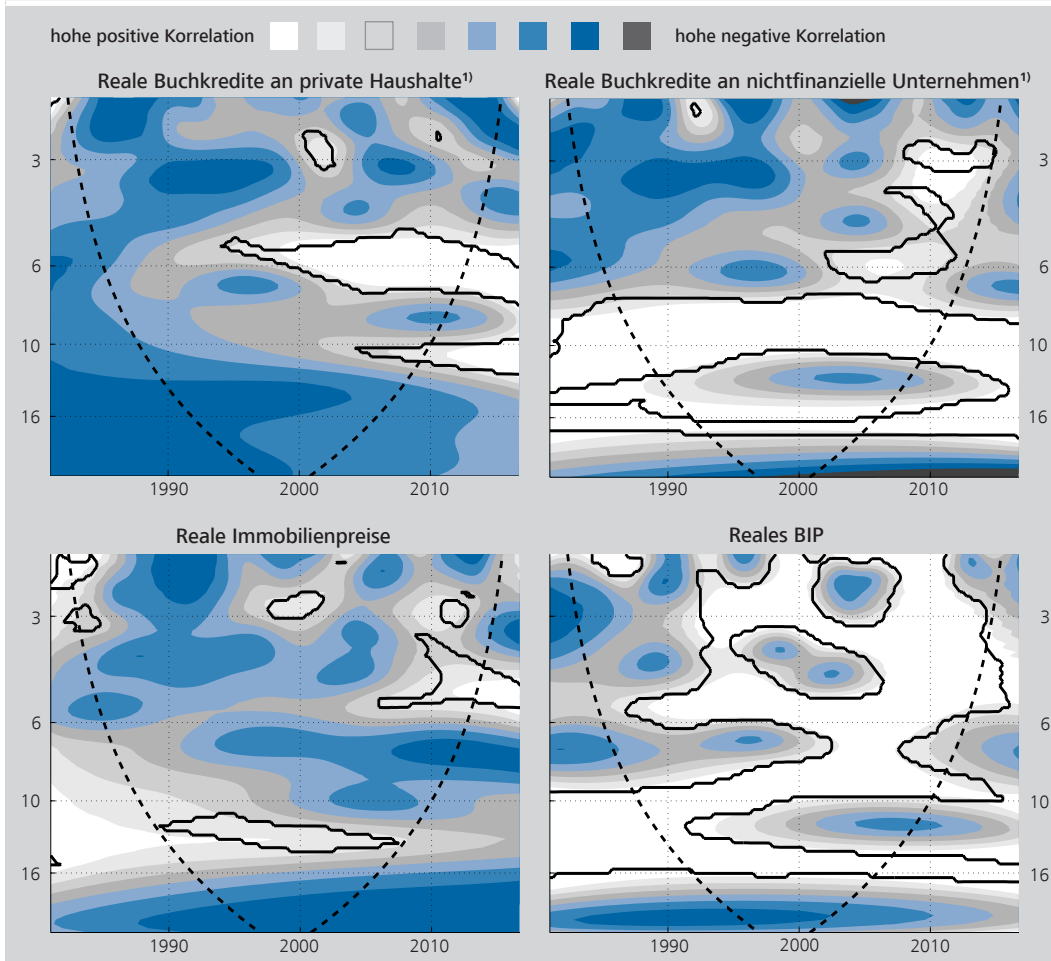 hohe positive Korrelation hohe negative Korrelation
Reale Buchkredite an private Haushalte¹⁾ Reale Buchkredite an nichtfinanzielle Unternehmen¹⁾
3 3
6 6
10 10
16 16
1990 2000 2010 1990 2000 2010
Reale Immobilienpreise Reales BIP
3 3
6 6
10 10
16 16
1990 2000 2010 1990 2000 2010